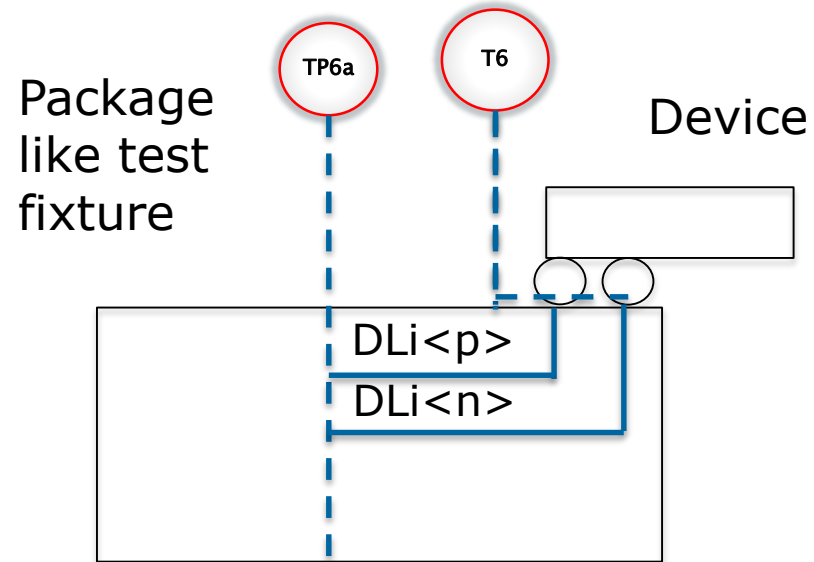 TP6a
T6
Package
like test
fixture
Device
DLi<p>
DLi<n>